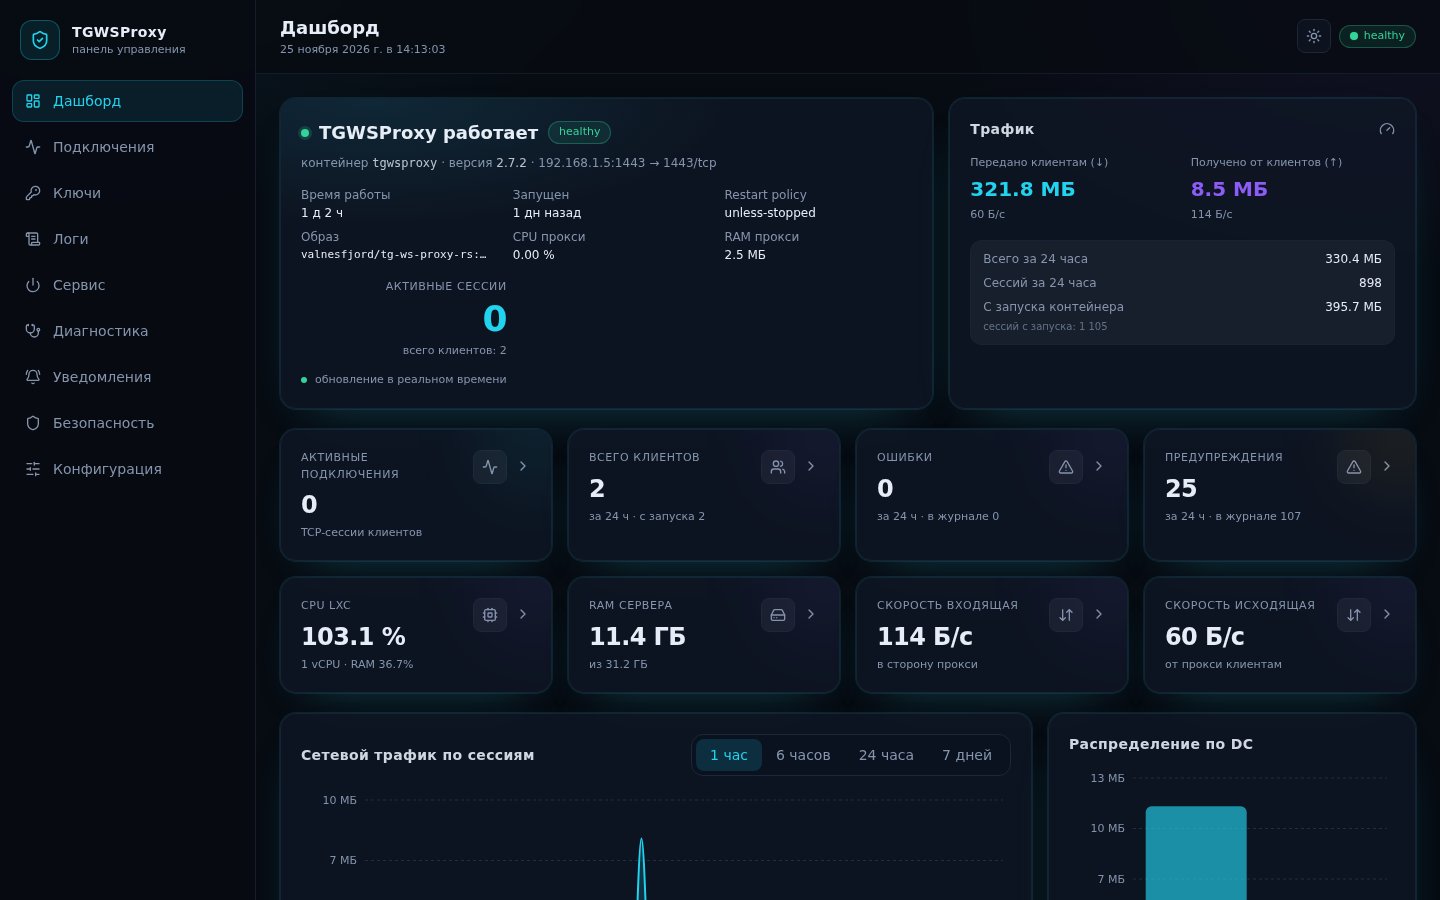 TGWSProxy
панель управления
Дашборд
Подключения
Ключи
Логи
Сервис
Диагностика
Уведомления
Безопасность
Конфигурация
Дашборд
25 ноября 2026 г. в 14:13:03
healthy
TGWSProxy работает
healthy
контейнер tgwsproxy · версия 2.7.2 · 192.168.1.5:1443 → 1443/tcp
Время работы
1 д 2 ч
Запущен
1 дн назад
Restart policy
unless-stopped
Образ
valnesfjord/tg-ws-proxy-rs:…
CPU прокси
0.00 %
RAM прокси
2.5 МБ
АКТИВНЫЕ СЕССИИ
0
всего клиентов: 2
обновление в реальном времени
Трафик
Передано клиентам (↓)
321.8 МБ
60 Б/с
Получено от клиентов (↑)
8.5 МБ
114 Б/с
Всего за 24 часа 330.4 МБ
Сессий за 24 часа 898
С запуска контейнера 395.7 МБ
сессий с запуска: 1 105
АКТИВНЫЕ
ПОДКЛЮЧЕНИЯ
0
TCP-сессии клиентов
ВСЕГО КЛИЕНТОВ
2
за 24 ч · с запуска 2
ОШИБКИ
0
за 24 ч · в журнале 0
ПРЕДУПРЕЖДЕНИЯ
25
за 24 ч · в журнале 107
CPU LXC
103.1 %
1 vCPU · RAM 36.7%
RAM СЕРВЕРА
11.4 ГБ
из 31.2 ГБ
СКОРОСТЬ ВХОДЯЩАЯ
114 Б/с
в сторону прокси
СКОРОСТЬ ИСХОДЯЩАЯ
60 Б/с
от прокси клиентам
Сетевой трафик по сессиям
1 час 6 часов 24 часа 7 дней
10 МБ
7 МБ
Распределение по DC
13 МБ
10 МБ
7 МБ